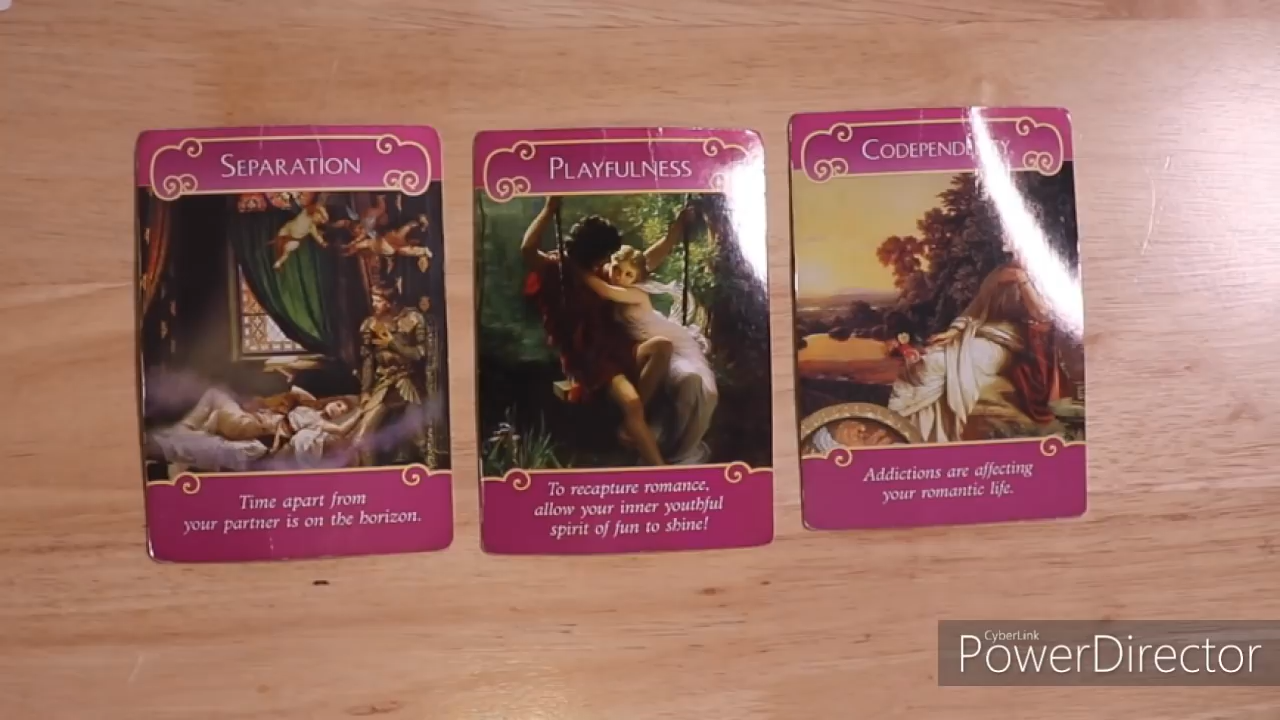 SEPARATION
Time apart from
your partner is on the horizon.
PLAYFULNESS
To recapture romance,
allow your inner youthful
spirit of fun to shine!
CODEPENDENCY
Addictions are affecting
your romantic life.
CyberLink
PowerDirector